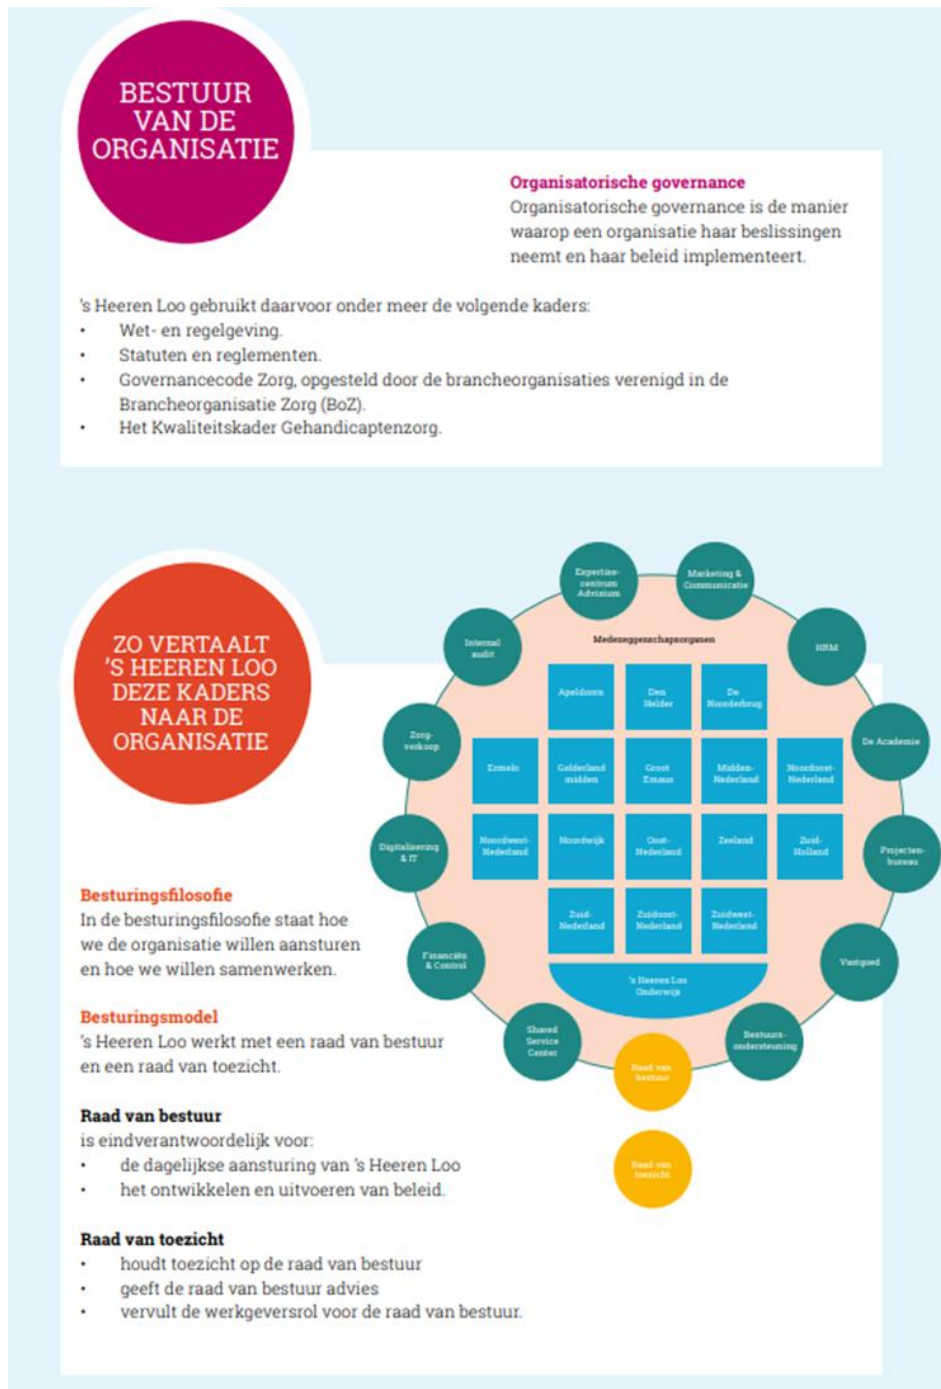 BESTUUR
VAN DE
ORGANISATIE
Organisatorische governance
Organisatorische governance is de manier
waarop een organisatie haar beslissingen
neemt en haar beleid implementeert.
's Heeren Loo gebruikt daarvoor onder meer de volgende kaders:
• Wet- en regelgeving.
• Statuten en reglementen.
• Governancecode Zorg, opgesteld door de brancheorganisaties verenigd in de
Brancheorganisatie Zorg (BoZ).
• Het Kwaliteitskader Gehandicaptenzorg.
ZO VERTAALT
'S HEEREN LOO
DEZE KADERS
NAAR DE
ORGANISATIE
Expertise-
centrum
Advisium
Marketing &
Communicatie
Internal
audit
HRM
Zorg-
verkoop
De Academie
Digitalisering
& IT
Projecten-
bureau
Financiën
& Control
Vastgoed
Shared
Service
Center
Bestuurs-
ondersteuning
Medezeggenschapsorganen
Apeldoorn
Den
Helder
De
Noorderbrug
Ermelo
Gelderland
midden
Groot
Emaus
Midden-
Nederland
Noordoost-
Nederland
Noordwest-
Nederland
Noordwijk
Oost-
Nederland
Zeeland
Zuid-
Holland
Zuid-
Nederland
Zuidoost-
Nederland
Zuidwest-
Nederland
's Heeren Loo
Onderwijs
Raad van
bestuur
Raad van
toezicht
Besturingsfilosofie
In de besturingsfilosofie staat hoe
we de organisatie willen aansturen
en hoe we willen samenwerken.
Besturingsmodel
's Heeren Loo werkt met een raad van bestuur
en een raad van toezicht.
Raad van bestuur
is eindverantwoordelijk voor:
• de dagelijkse aansturing van 's Heeren Loo
• het ontwikkelen en uitvoeren van beleid.
Raad van toezicht
• houdt toezicht op de raad van bestuur
• geeft de raad van bestuur advies
• vervult de werkgeversrol voor de raad van bestuur.